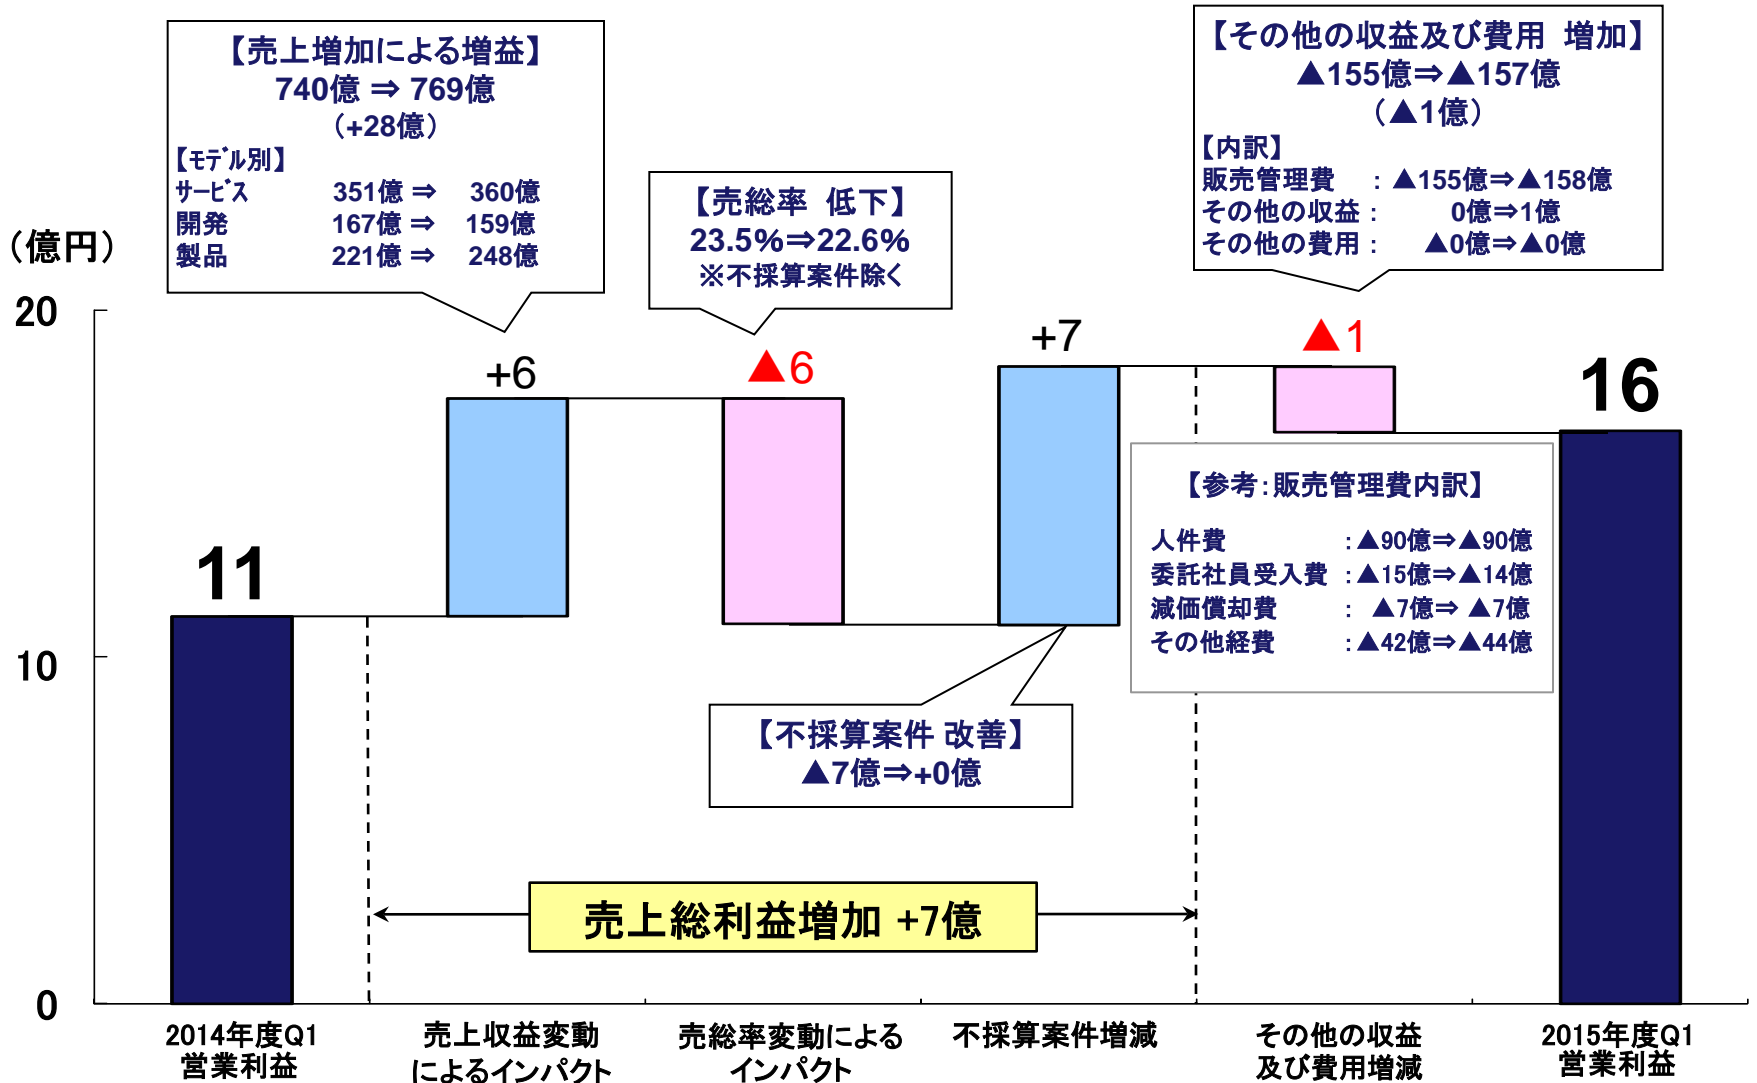 【売上増加による増益】
740億 ⇒ 769億
（+28億）
【ﾓﾃﾞﾙ別】
ｻｰﾋﾞｽ 351億 ⇒ 360億
開発 167億 ⇒ 159億
製品 221億 ⇒ 248億
【売総率 低下】
23.5%⇒22.6%
※不採算案件除く
【その他の収益及び費用 増加】
▲155億⇒▲157億
（▲1億）
【内訳】
販売管理費 ：▲155億⇒▲158億
その他の収益： 0億⇒1億
その他の費用： ▲0億⇒▲0億
（億円）
20
10
0
11
+6
▲6
+7
▲1
16
【参考：販売管理費内訳】
人件費 ：▲90億⇒▲90億
委託社員受入費 ：▲15億⇒▲14億
減価償却費 ： ▲7億⇒ ▲7億
その他経費 ：▲42億⇒▲44億
【不採算案件 改善】
▲7億⇒+0億
売上総利益増加 +7億
2014年度Q1
営業利益
売上収益変動
によるインパクト
売総率変動による
インパクト
不採算案件増減
その他の収益
及び費用増減
2015年度Q1
営業利益